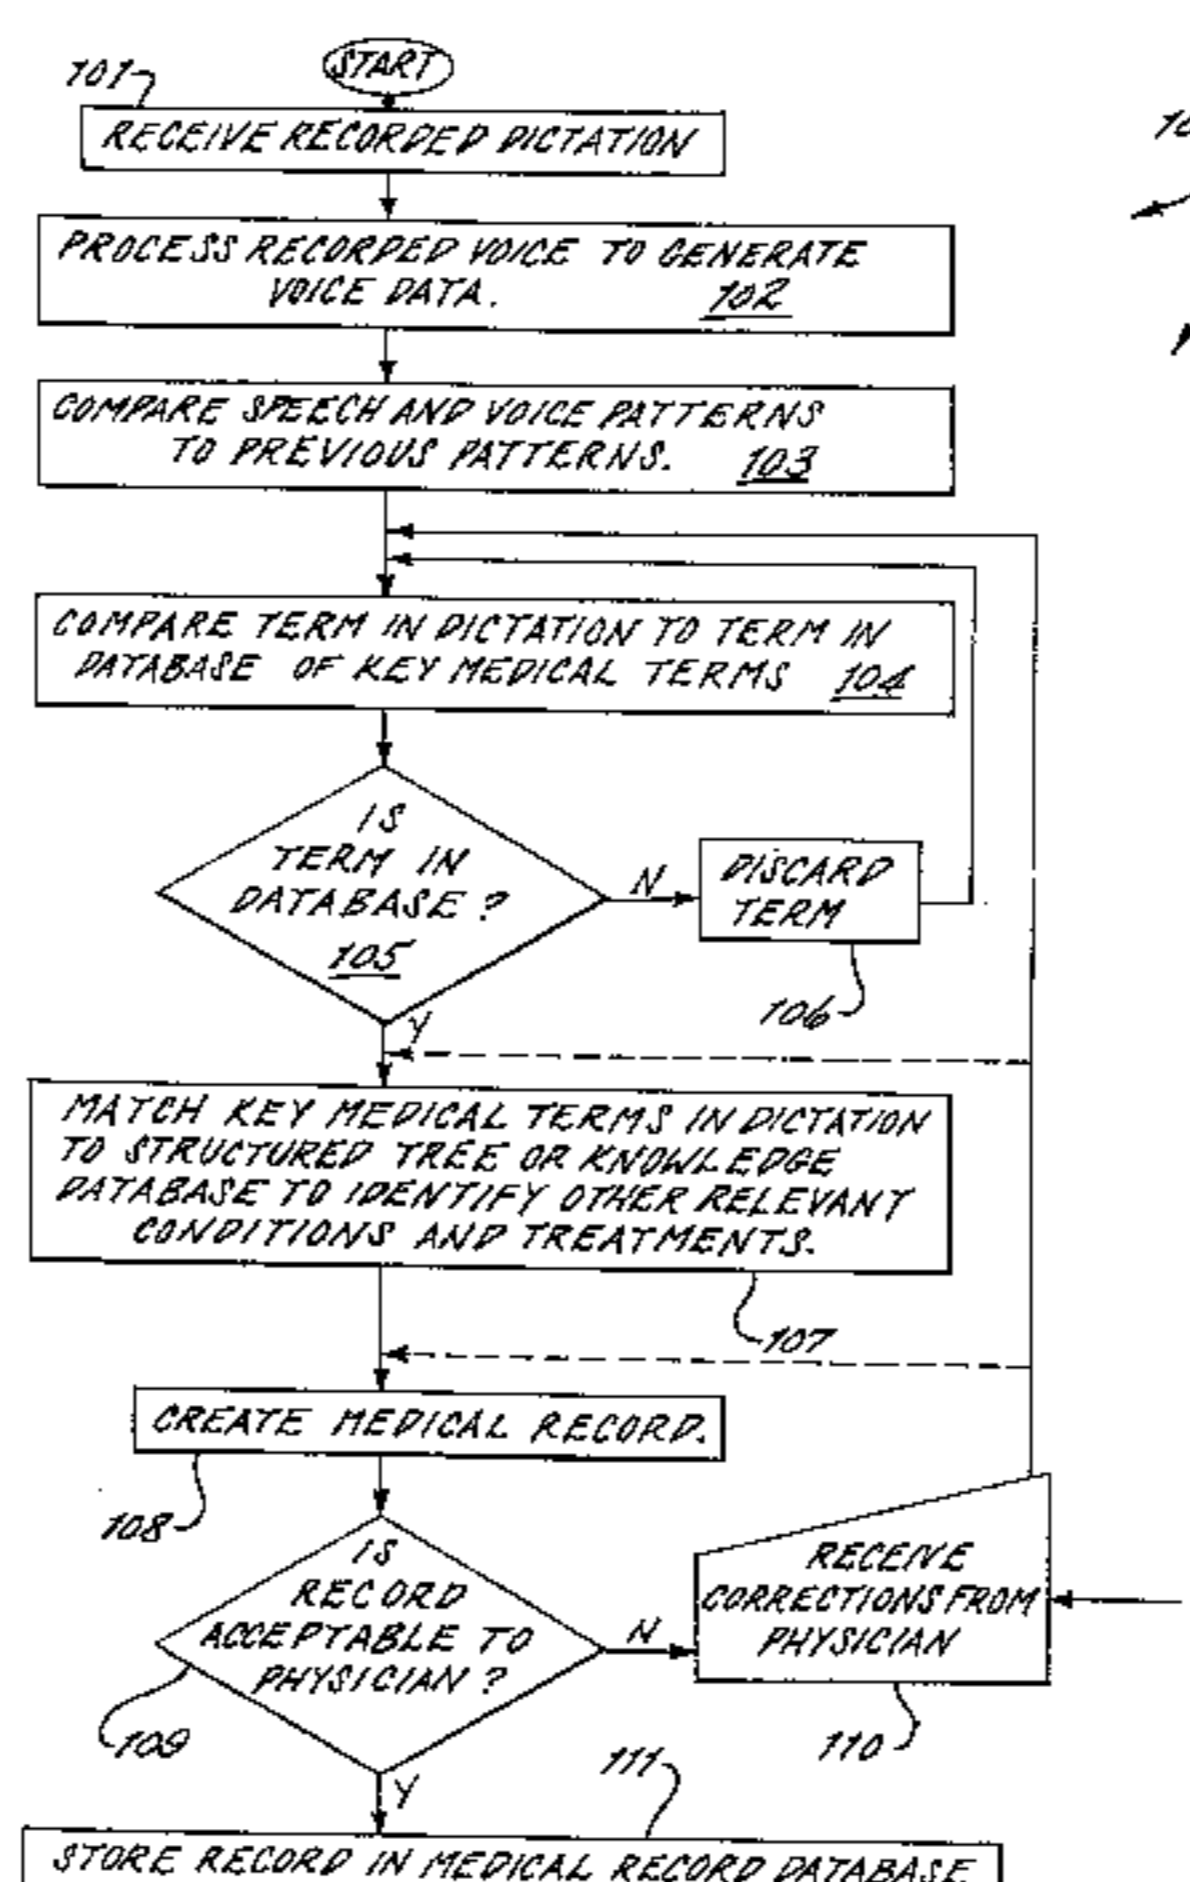 START
101
RECEIVE RECORDED DICTATION
PROCESS RECORDED VOICE TO GENERATE
VOICE DATA. 102
COMPARE SPEECH AND VOICE PATTERNS
TO PREVIOUS PATTERNS. 103
COMPARE TERM IN DICTATION TO TERM IN
DATABASE OF KEY MEDICAL TERMS 104
IS
TERM IN
DATABASE?
105
N
DISCARD
TERM
106
Y
MATCH KEY MEDICAL TERMS IN DICTATION
TO STRUCTURED TREE OR KNOWLEDGE
DATABASE TO IDENTIFY OTHER RELEVANT
CONDITIONS AND TREATMENTS.
107
CREATE MEDICAL RECORD.
108
IS
RECORD
ACCEPTABLE TO
PHYSICIAN?
109
N
RECEIVE
CORRECTIONS FROM
PHYSICIAN
110
Y
111
STORE RECORD IN MEDICAL RECORD DATABASE